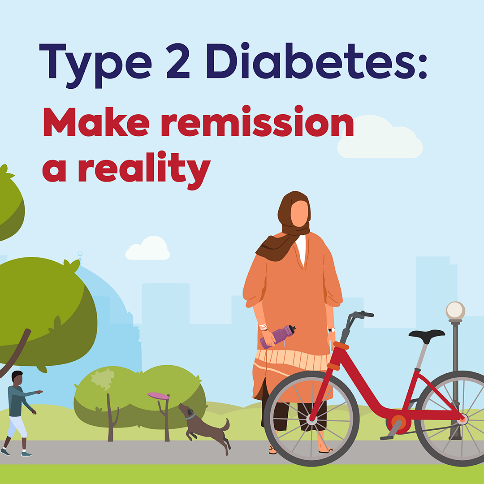 Type 2 Diabetes:
Make remission
a reality